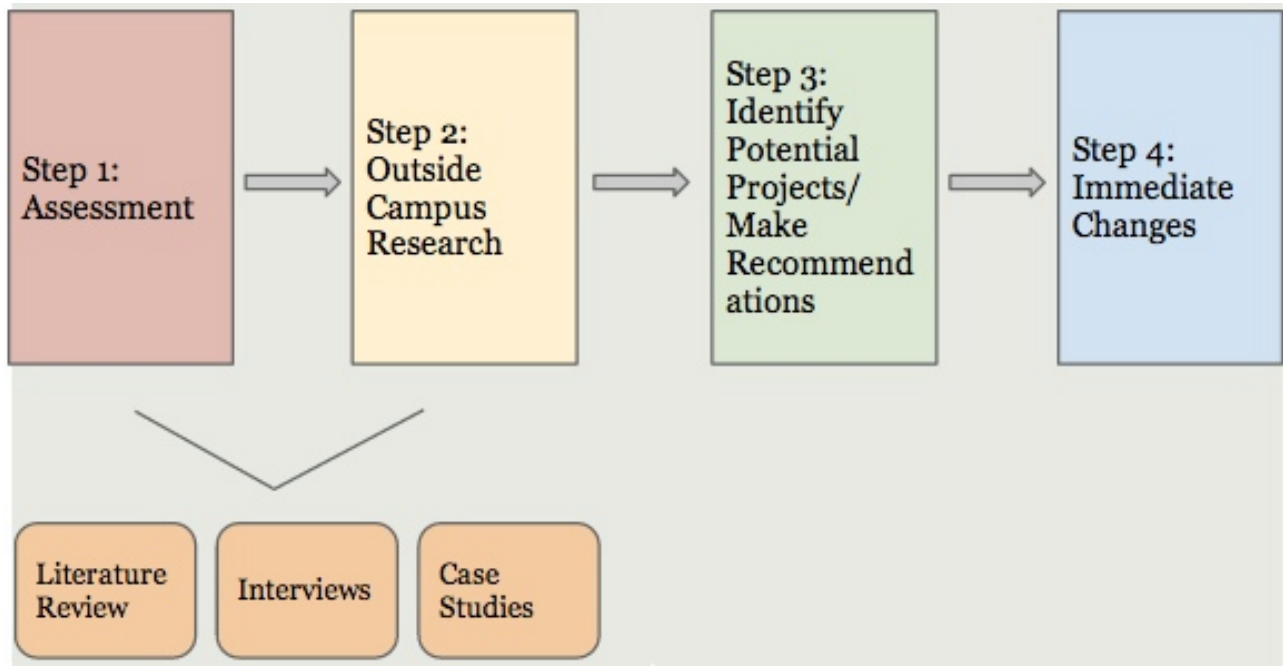 Step 1:
Assessment
Step 2:
Outside
Campus
Research
Step 3:
Identify
Potential
Projects/
Make
Recommend
ations
Step 4:
Immediate
Changes
Literature
Review
Interviews
Case
Studies